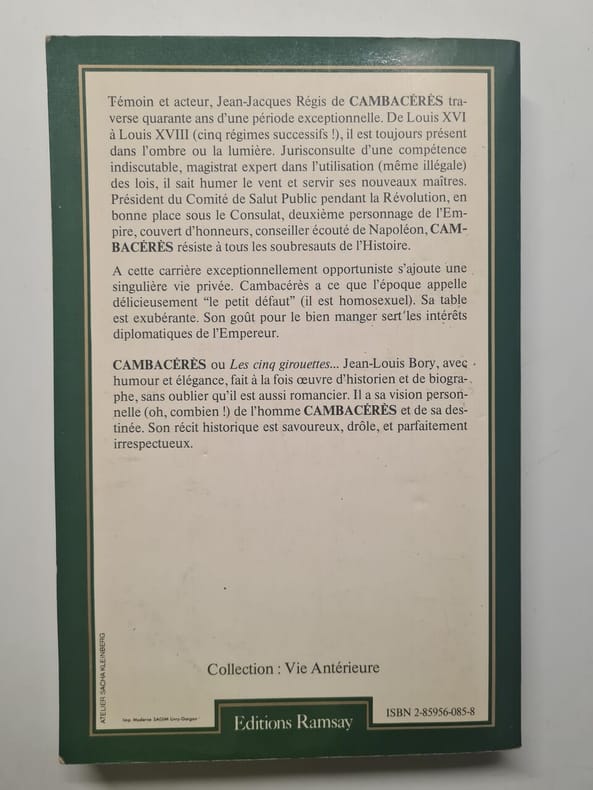 Témoin et acteur, Jean-Jacques Régis de CAMBACÉRÈS tra-
verse quarante ans d'une période exceptionnelle. De Louis XVI
à Louis XVIII (cinq régimes successifs !), il est toujours présent
dans l'ombre ou la lumière. Jurisconsulte d'une compétence
indiscutable, magistrat expert dans l'utilisation (même illégale)
des lois, il sait humer le vent et servir ses nouveaux maîtres.
Président du Comité de Salut Public pendant la Révolution, en
bonne place sous le Consulat, deuxième personnage de l'Em-
pire, couvert d'honneurs, conseiller écouté de Napoléon, CAM-
BACÉRÈS résiste à tous les soubresauts de l'Histoire.
A cette carrière exceptionnellement opportuniste s'ajoute une
singulière vie privée. Cambacérès a ce que l'époque appelle
délicieusement "le petit défaut" (il est homosexuel). Sa table
est exubérante. Son goût pour le bien manger sert les intérêts
diplomatiques de l'Empereur.
CAMBACÉRÈS ou Les cinq girouettes... Jean-Louis Bory, avec
humour et élégance, fait à la fois œuvre d'historien et de biogra-
phe, sans oublier qu'il est aussi romancier. Il a sa vision person-
nelle (oh, combien !) de l'homme CAMBACÉRÈS et de sa des-
tinée. Son récit historique est savoureux, drôle, et parfaitement
irrespectueux.
ATELIER SACHA KLEINBERG
Collection : Vie Antérieure
Imp. Moderne SAGIM Livry-Gargan
Editions Ramsay
ISBN 2-85956-085-8